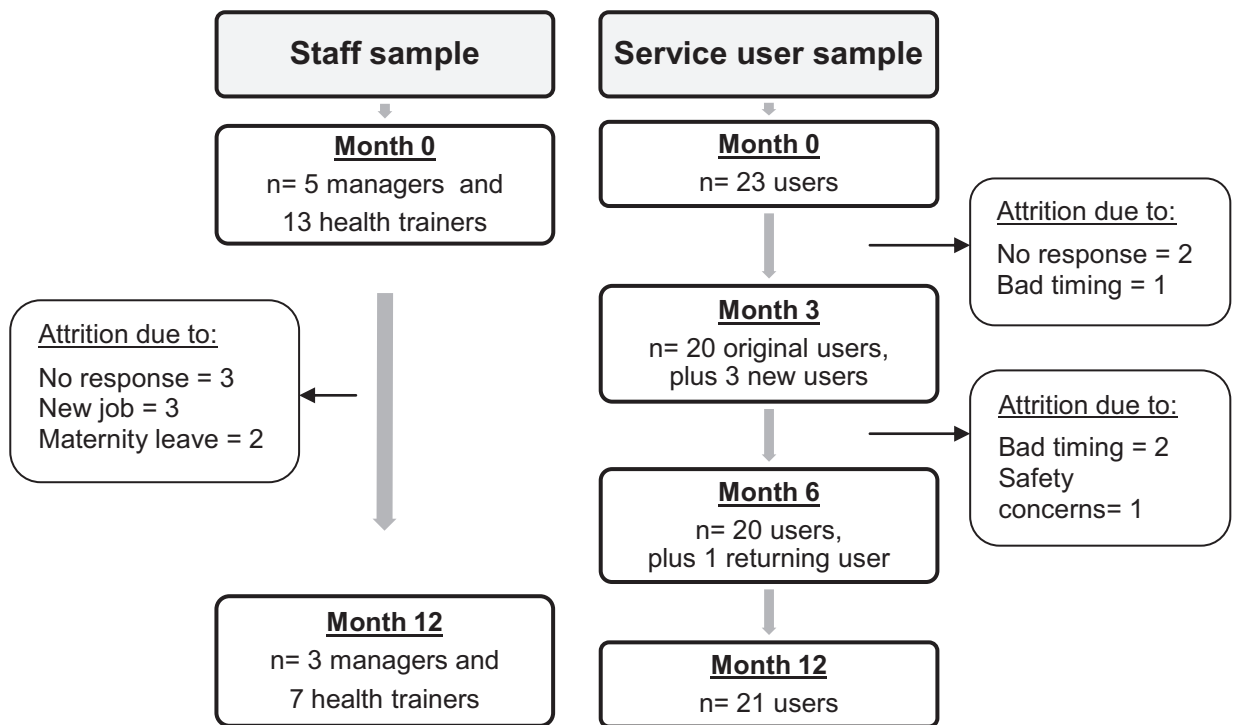 Staff sample
Month 0
n= 5 managers and
13 health trainers
Attrition due to:
No response = 3
New job = 3
Maternity leave = 2
Month 12
n= 3 managers and
7 health trainers
Service user sample
Month 0
n= 23 users
Attrition due to:
No response = 2
Bad timing = 1
Month 3
n= 20 original users,
plus 3 new users
Attrition due to:
Bad timing = 2
Safety
concerns= 1
Month 6
n= 20 users,
plus 1 returning user
Month 12
n= 21 users